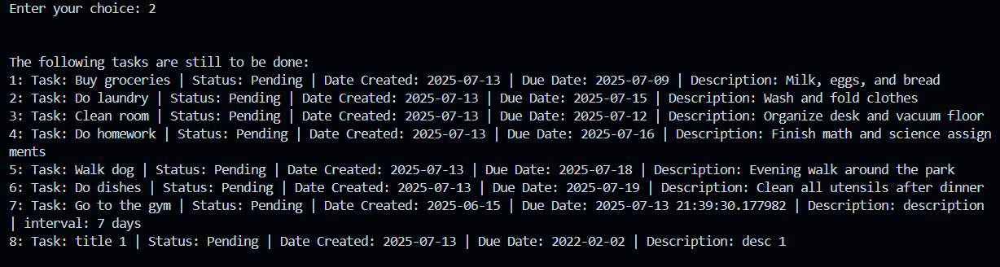 Enter your choice: 2
The following tasks are still to be done:
1: Task: Buy groceries | Status: Pending | Date Created: 2025-07-13 | Due Date: 2025-07-09 | Description: Milk, eggs, and bread
2: Task: Do laundry | Status: Pending | Date Created: 2025-07-13 | Due Date: 2025-07-15 | Description: Wash and fold clothes
3: Task: Clean room | Status: Pending | Date Created: 2025-07-13 | Due Date: 2025-07-12 | Description: Organize desk and vacuum floor
4: Task: Do homework | Status: Pending | Date Created: 2025-07-13 | Due Date: 2025-07-16 | Description: Finish math and science assign
ments
5: Task: Walk dog | Status: Pending | Date Created: 2025-07-13 | Due Date: 2025-07-18 | Description: Evening walk around the park
6: Task: Do dishes | Status: Pending | Date Created: 2025-07-13 | Due Date: 2025-07-19 | Description: Clean all utensils after dinner
7: Task: Go to the gym | Status: Pending | Date Created: 2025-06-15 | Due Date: 2025-07-13 21:39:30.177982 | Description: description
| interval: 7 days
8: Task: title 1 | Status: Pending | Date Created: 2025-07-13 | Due Date: 2022-02-02 | Description: desc 1